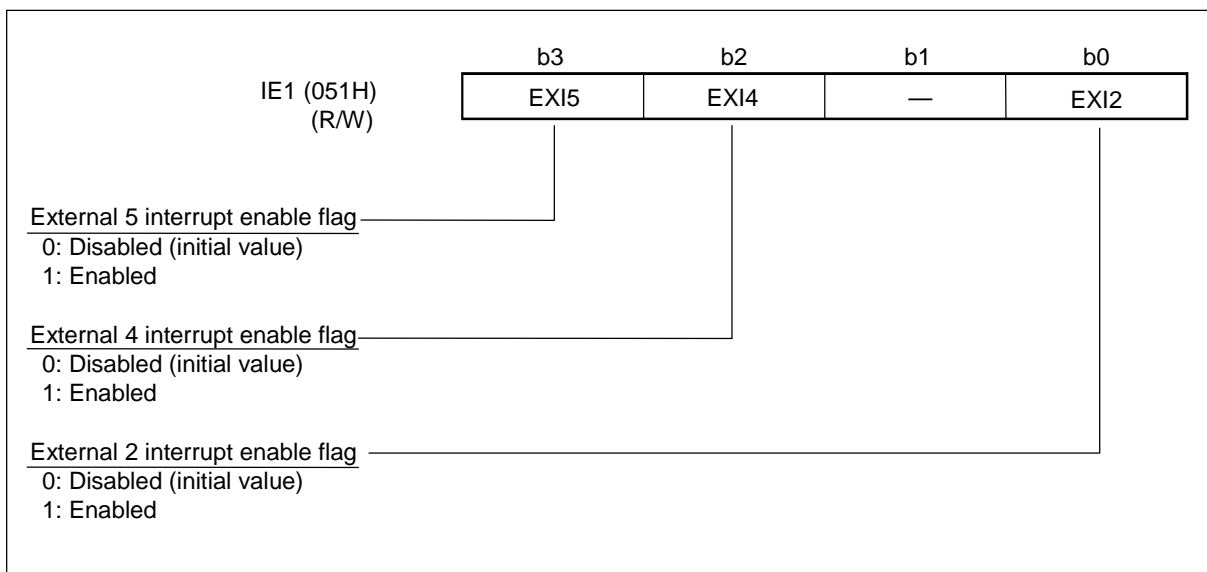 b3 b2 b1 b0
IE1 (051H) EXI5 EXI4 — EXI2
(R/W)
External 5 interrupt enable flag
0: Disabled (initial value)
1: Enabled
External 4 interrupt enable flag
0: Disabled (initial value)
1: Enabled
External 2 interrupt enable flag
0: Disabled (initial value)
1: Enabled